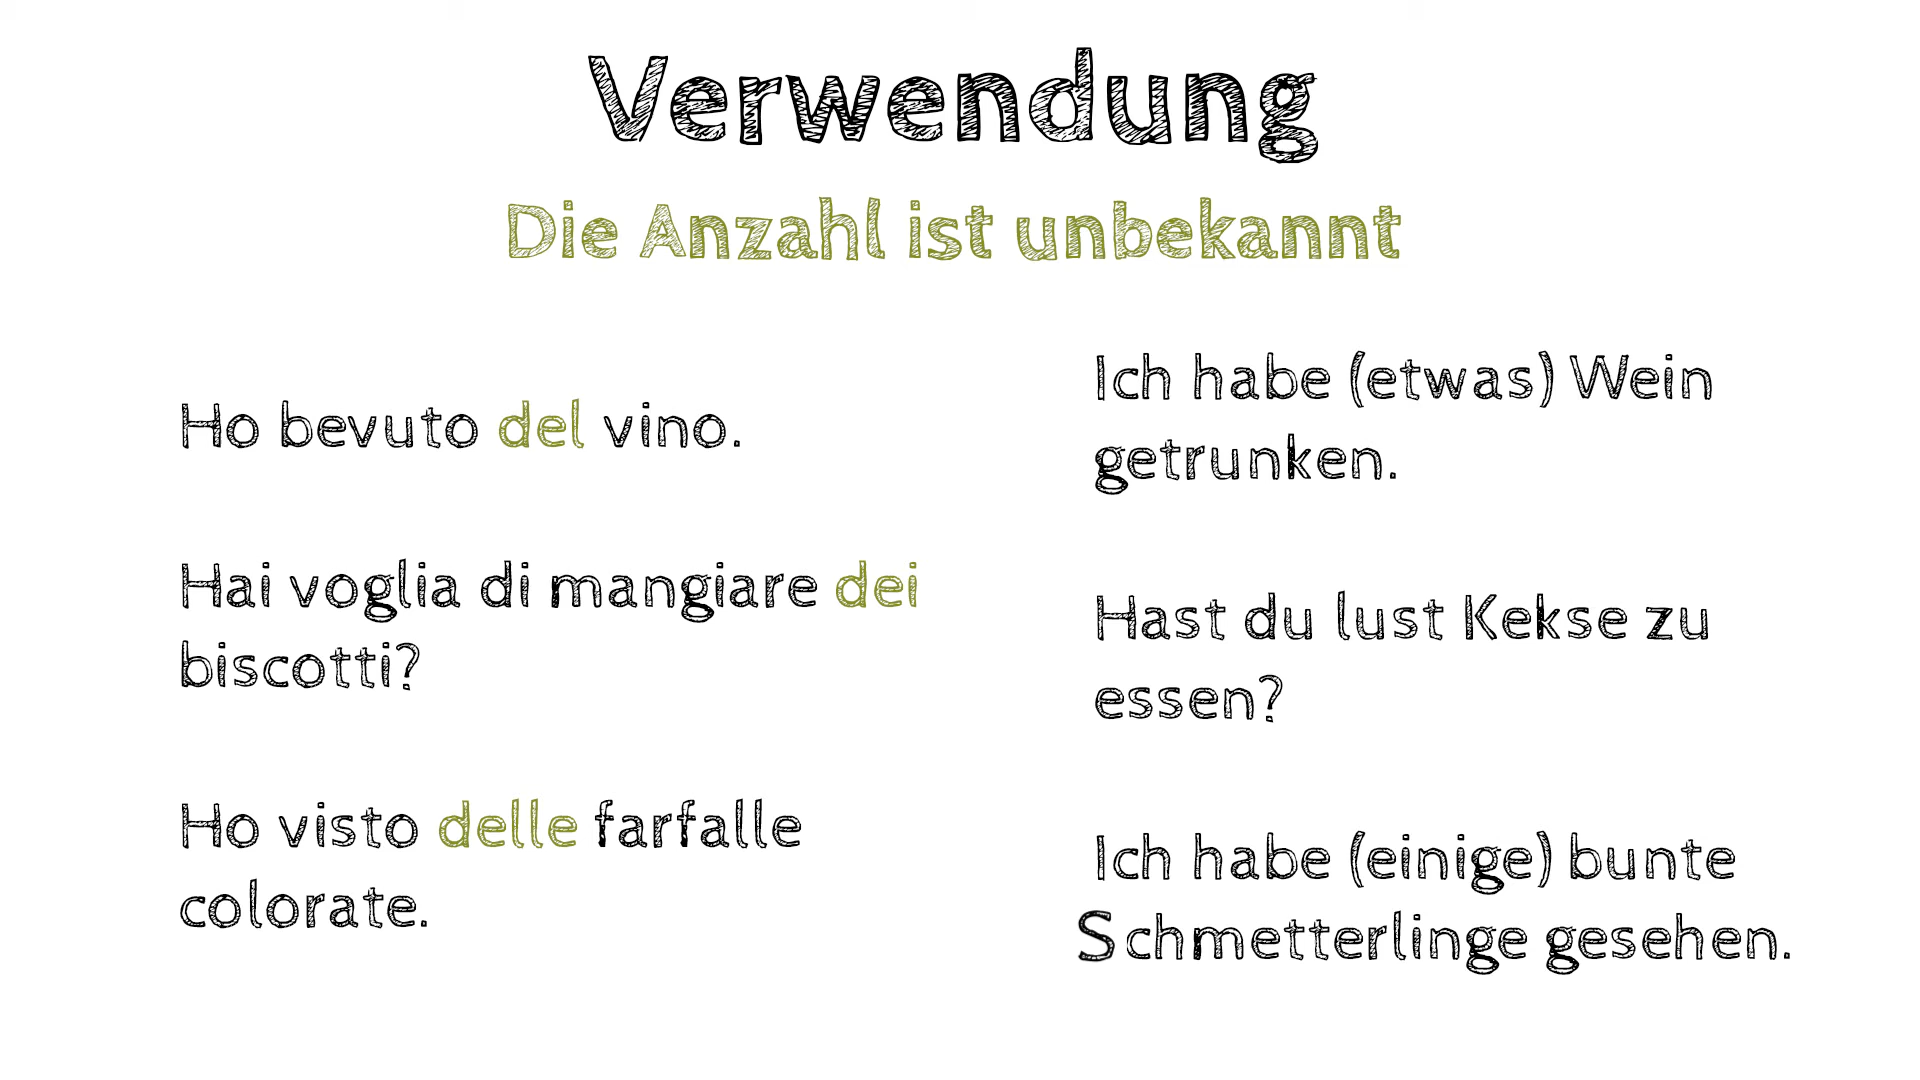 Verwendung
Die Anzahl ist unbekannt
Ho bevuto del vino.
Ich habe (etwas) Wein
getrunken.
Hai voglia di mangiare dei
biscotti?
Hast du lust Kekse zu
essen?
Ho visto delle farfalle
colorate.
Ich habe (einige) bunte
Schmetterlinge gesehen.